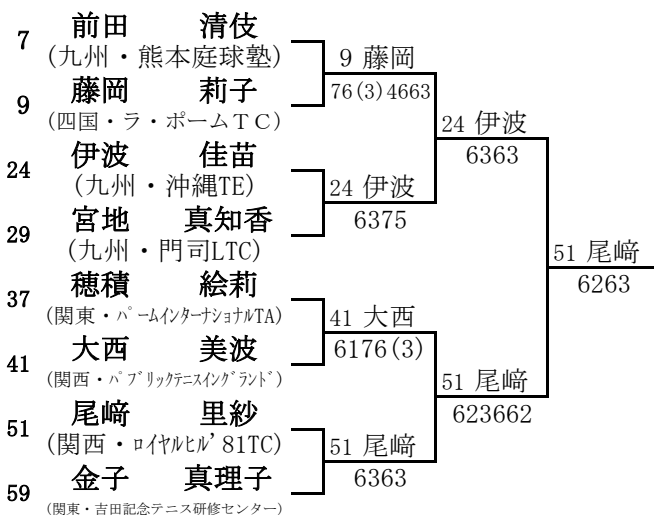 7 前田 清伎
(九州・熊本庭球塾)
9 藤岡
76(3)4663
9 藤岡 莉子
(四国・ラ・ポームＴＣ)
24 伊波
6363
24 伊波 佳苗
(九州・沖縄TE)
24 伊波
6375
29 宮地 真知香
(九州・門司LTC)
51 尾﨑
6263
37 穂積 絵莉
(関東・ﾊﾟｰﾑｲﾝﾀｰﾅｼｮﾅﾙTA)
41 大西
6176(3)
41 大西 美波
(関西・ﾊﾟﾌﾞﾘｯｸﾃﾆｽｲﾝｸﾞﾗﾝﾄﾞ)
51 尾﨑
623662
51 尾﨑 里紗
(関西・ﾛｲﾔﾙﾋﾙ'81TC)
51 尾﨑
6363
59 金子 真理子
(関東・吉田記念テニス研修センター)